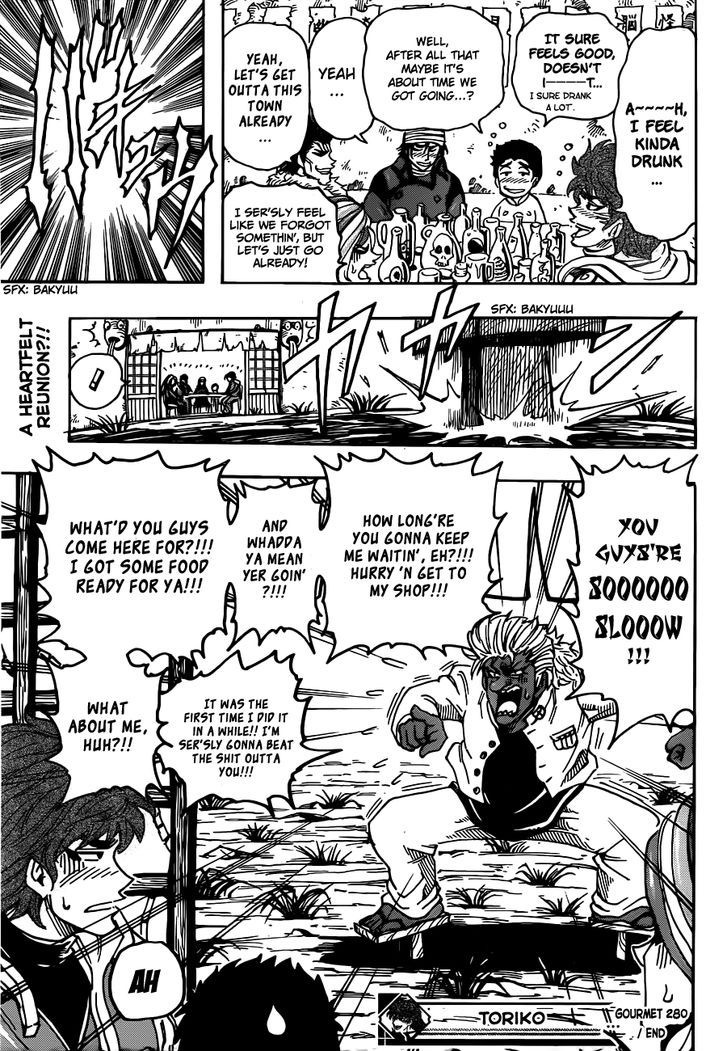 A~~~~H,
I FEEL
KINDA
DRUNK
...
IT SURE
FEELS GOOD,
DOESN'T
I————T...
I SURE DRANK
A LOT.
WELL,
AFTER ALL THAT
MAYBE IT'S
ABOUT TIME WE
GOT GOING...?
YEAH
...
YEAH,
LET'S GET
OUTTA THIS
TOWN
ALREADY
...
I SER'SLY FEEL
LIKE WE FORGOT
SOMETHIN', BUT
LET'S JUST GO
ALREADY!
SFX: BAKYUU
SFX: BAKYUUU
A HEARTFELT
REUNION?!!
!
YOU
GUYS'RE
SOOOOOO
SLOOOW
!!!
HOW LONG'RE
YOU GONNA KEEP
ME WAITIN', EH?!!!
HURRY 'N GET TO
MY SHOP!!!
AND
WHADDA
YA MEAN
YER GOIN'
?!!!
WHAT'D YOU GUYS
COME HERE FOR?!!!
I GOT SOME FOOD
READY FOR YA!!!
IT WAS THE
FIRST TIME I DID IT
IN A WHILE!! I'M
SER'SLY GONNA BEAT
THE SHIT OUTTA
YOU!!!
WHAT
ABOUT ME,
HUH?!!
AH
TORIKO
GOURMET 280
/ END